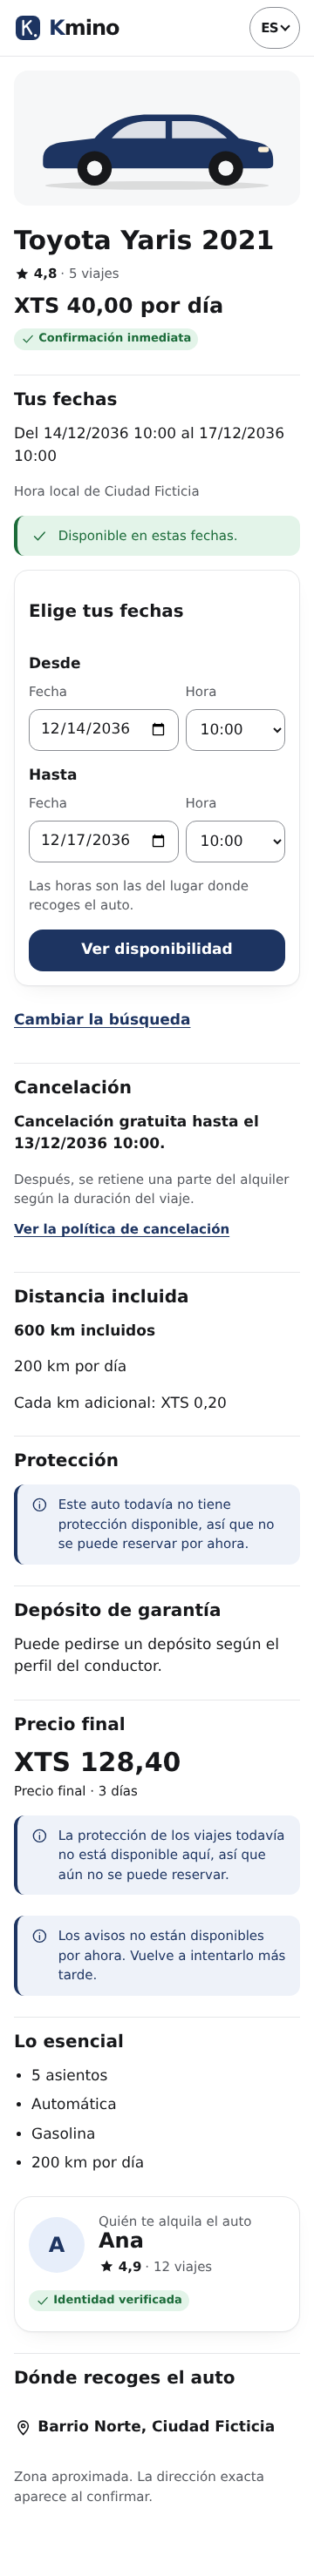 Kmino
ES
Toyota Yaris 2021
4,8 · 5 viajes
XTS 40,00 por día
Confirmación inmediata
Tus fechas
Del 14/12/2036 10:00 al 17/12/2036
10:00
Hora local de Ciudad Ficticia
Disponible en estas fechas.
Elige tus fechas
Desde
Fecha Hora
12/14/2036 10:00
Hasta
Fecha Hora
12/17/2036 10:00
Las horas son las del lugar donde
recoges el auto.
Ver disponibilidad
Cambiar la búsqueda
Cancelación
Cancelación gratuita hasta el
13/12/2036 10:00.
Después, se retiene una parte del alquiler
según la duración del viaje.
Ver la política de cancelación
Distancia incluida
600 km incluidos
200 km por día
Cada km adicional: XTS 0,20
Protección
Este auto todavía no tiene
protección disponible, así que no
se puede reservar por ahora.
Depósito de garantía
Puede pedirse un depósito según el
perfil del conductor.
Precio final
XTS 128,40
Precio final · 3 días
La protección de los viajes todavía
no está disponible aquí, así que
aún no se puede reservar.
Los avisos no están disponibles
por ahora. Vuelve a intentarlo más
tarde.
Lo esencial
• 5 asientos
• Automática
• Gasolina
• 200 km por día
A
Quién te alquila el auto
Ana
4,9 · 12 viajes
Identidad verificada
Dónde recoges el auto
Barrio Norte, Ciudad Ficticia
Zona aproximada. La dirección exacta
aparece al confirmar.